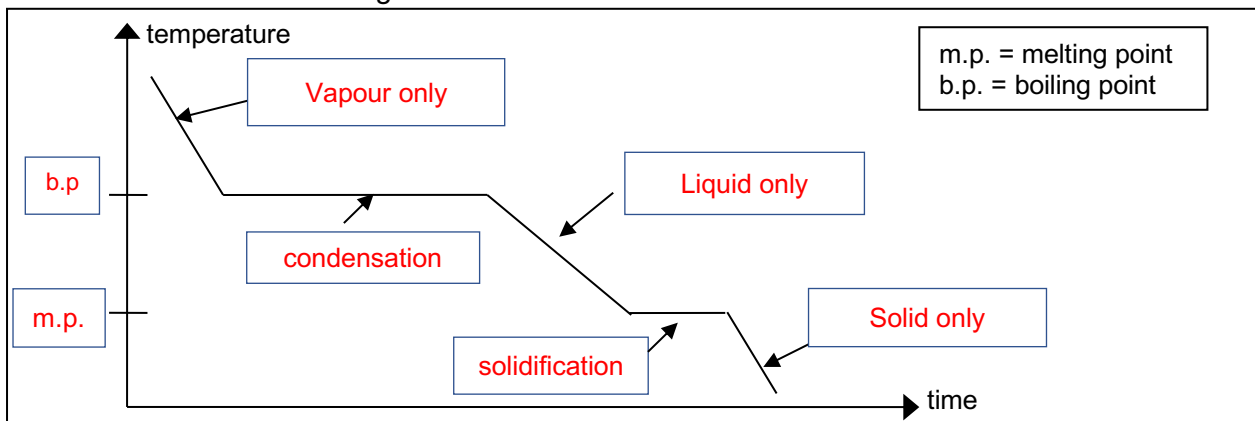 temperature
m.p. = melting point
b.p. = boiling point
Vapour only
b.p
Liquid only
condensation
m.p.
Solid only
solidification
time